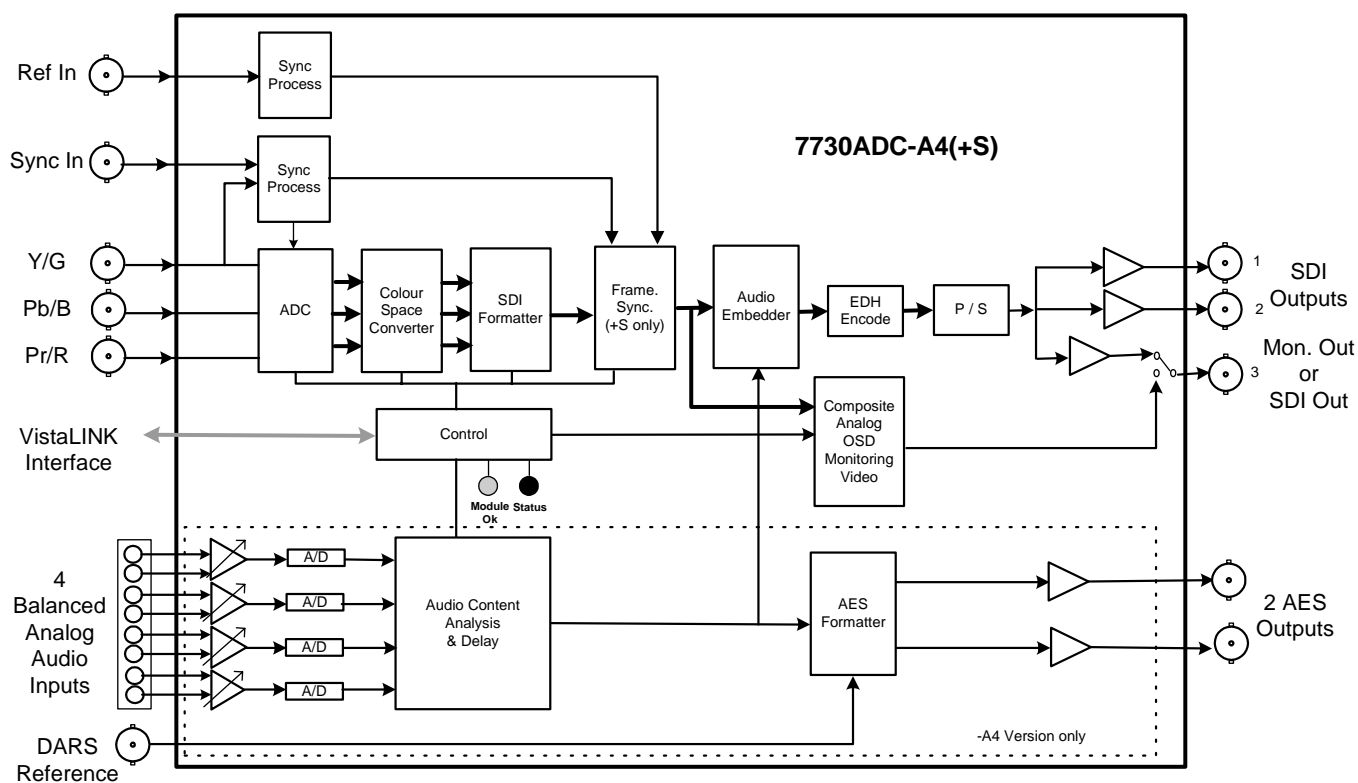 Ref In
Sync
Process
7730ADC-A4(+S)
Sync In
Sync
Process
Y/G
Pb/B
Pr/R
ADC
Colour
Space
Converter
SDI
Formatter
Frame.
Sync.
(+S only)
Audio
Embedder
EDH
Encode
P / S
1
2
3
SDI
Outputs
Mon. Out
or
SDI Out
VistaLINK
Interface
Control
Module
Ok
Status
Composite
Analog
OSD
Monitoring
Video
4
Balanced
Analog
Audio
Inputs
A/D
A/D
A/D
A/D
Audio Content
Analysis
& Delay
AES
Formatter
2 AES
Outputs
DARS
Reference
-A4 Version only